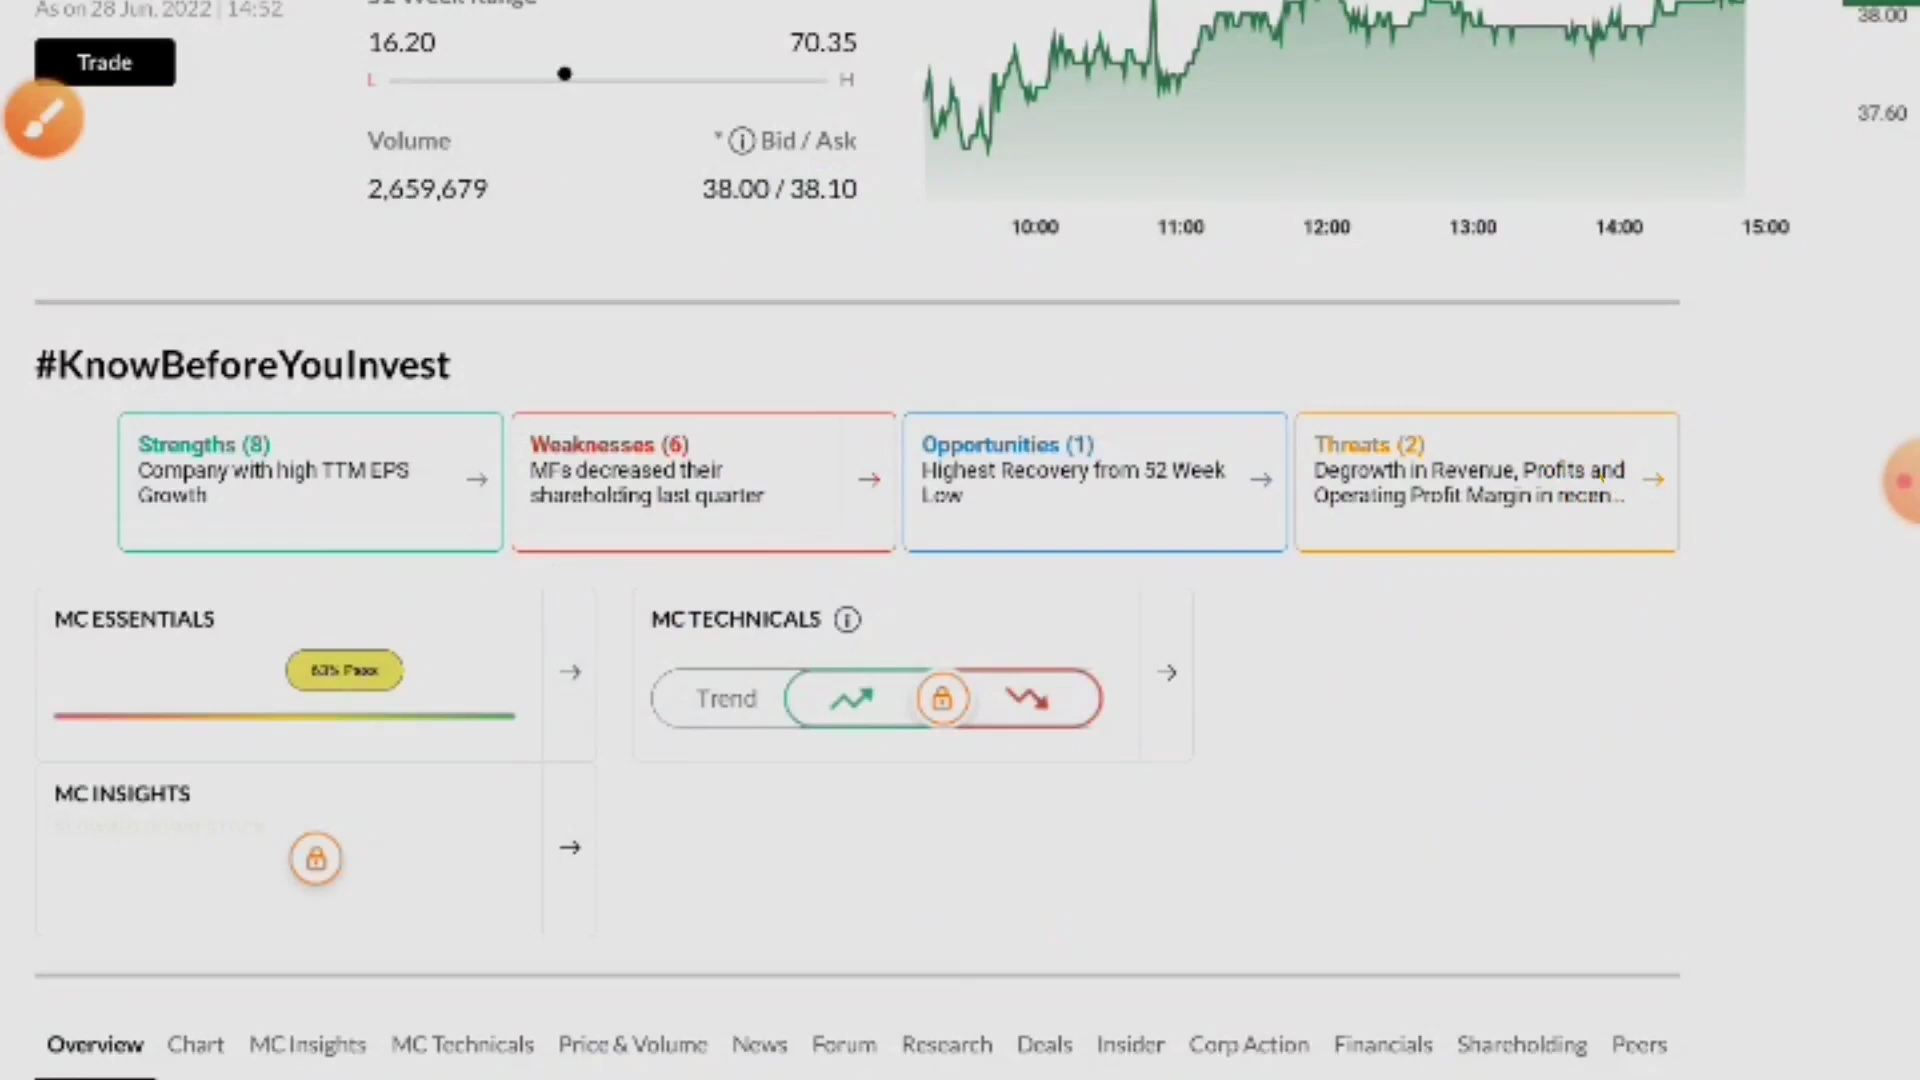 As on 28 Jun, 2022 | 14:52
52 Week Range
Trade
16.20 70.35
L H
Volume * Bid / Ask
2,659,679 38.00 / 38.10
38.00
37.60
10:00 11:00 12:00 13:00 14:00 15:00
#KnowBeforeYouInvest
Strengths (8)
Company with high TTM EPS
Growth
Weaknesses (6)
MFs decreased their
shareholding last quarter
Opportunities (1)
Highest Recovery from 52 Week
Low
Threats (2)
Degrowth in Revenue, Profits and
Operating Profit Margin in recen...
MC ESSENTIALS
63% Pass
MC TECHNICALS
Trend
MC INSIGHTS
Overview Chart MC Insights MC Technicals Price & Volume News Forum Research Deals Insider Corp Action Financials Shareholding Peers